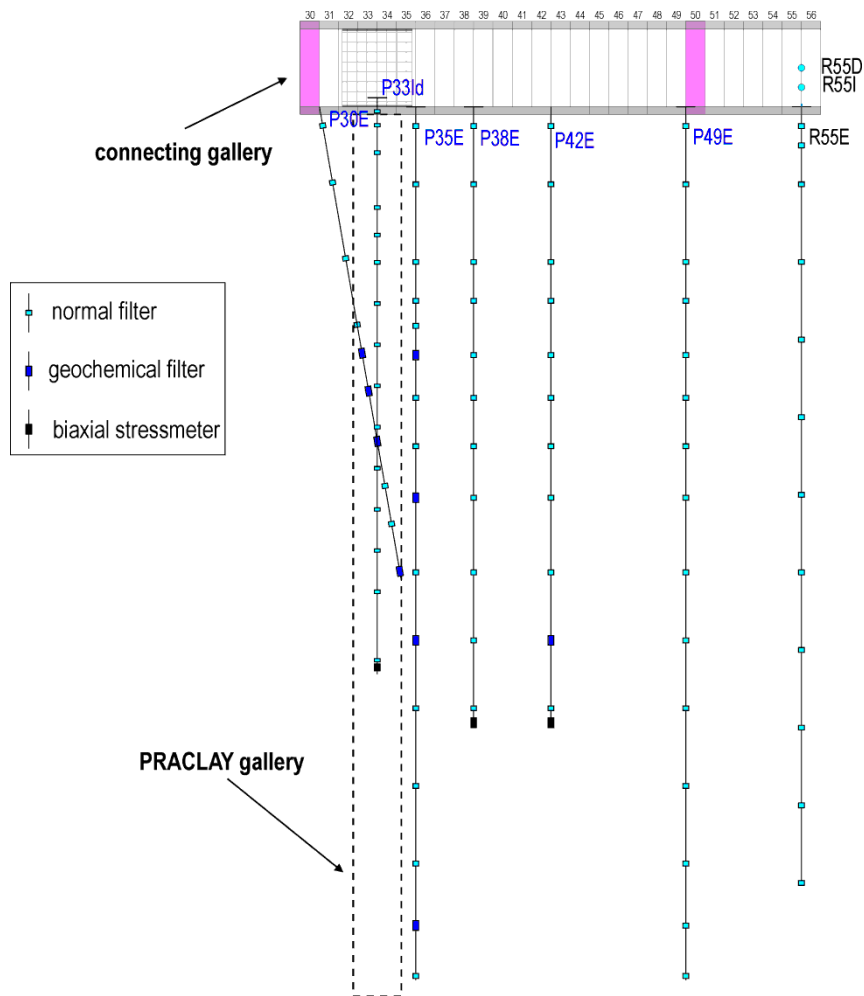 30 31 32 33 34 35 36 37 38 39 40 41 42 43 44 45 46 47 48 49 50 51 52 53 54 55 56
R55D
R55I
P33Id
P30E
P35E
P38E
P42E
P49E
R55E
connecting gallery
normal filter
geochemical filter
biaxial stressmeter
PRACLAY gallery